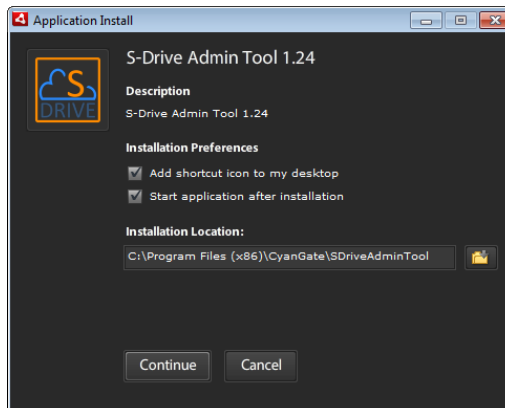 Application Install
S-Drive Admin Tool 1.24
S
DRIVE
Description
S-Drive Admin Tool 1.24
Installation Preferences
Add shortcut icon to my desktop
Start application after installation
Installation Location:
C:\Program Files (x86)\CyanGate\SDriveAdminTool
Continue Cancel